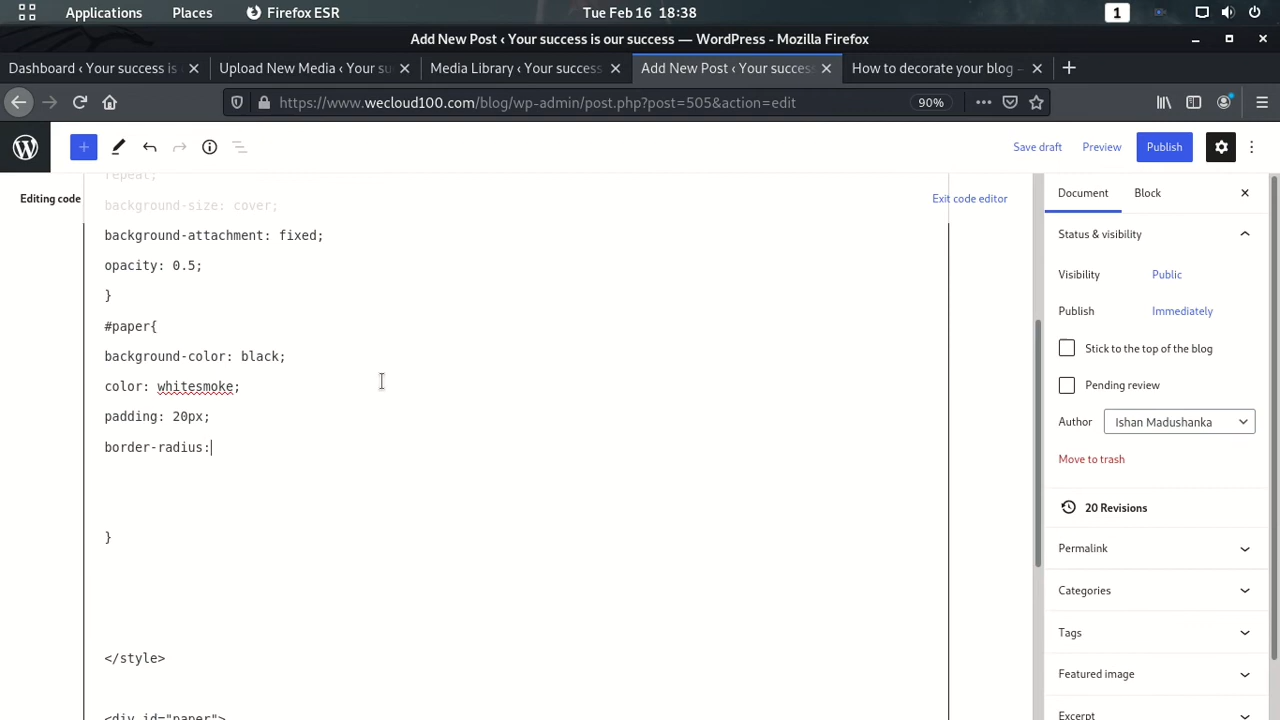 Applications Places Firefox ESR Tue Feb 16 18:38 1
Add New Post ‹ Your success is our success — WordPress - Mozilla Firefox
Dashboard ‹ Your success is Upload New Media ‹ Your su Media Library ‹ Your success Add New Post ‹ Your success How to decorate your blog –
https://www.wecloud100.com/blog/wp-admin/post.php?post=505&action=edit 90%
Save draft Preview Publish
Editing code Exit code editor
repeat;
background-size: cover;
background-attachment: fixed;
opacity: 0.5;
}
#paper{
background-color: black;
color: whitesmoke;
padding: 20px;
border-radius:
}
</style>
<div id="paper">
Document Block
Status & visibility
Visibility Public
Publish Immediately
Stick to the top of the blog
Pending review
Author Ishan Madushanka
Move to trash
20 Revisions
Permalink
Categories
Tags
Featured image
Excerpt